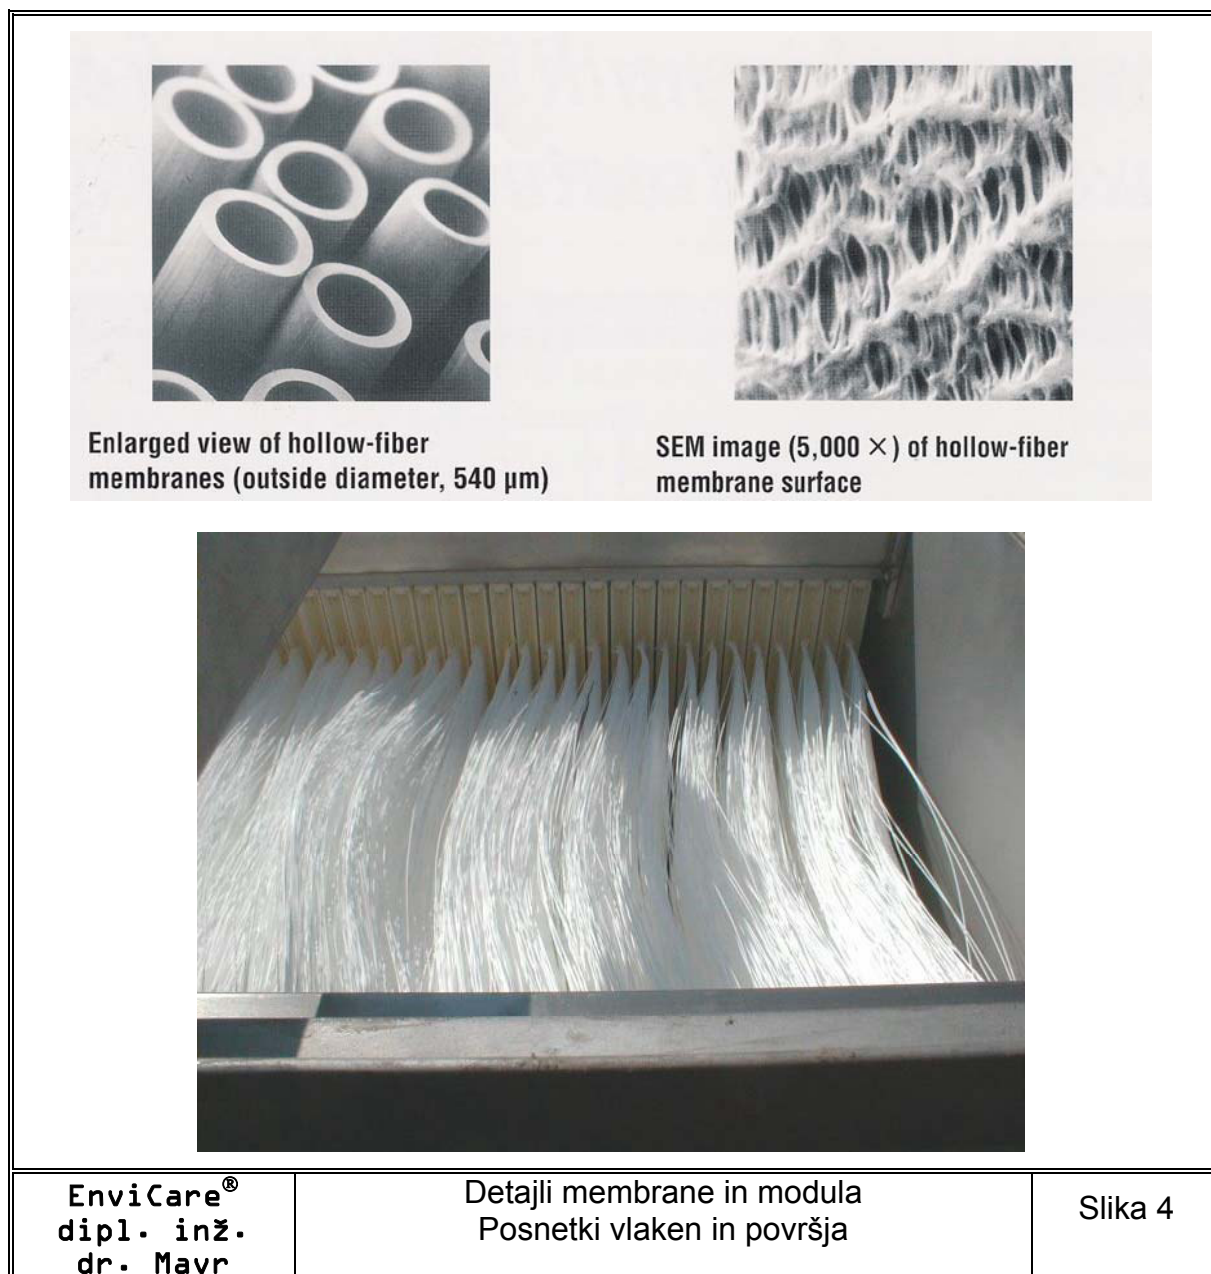 Enlarged view of hollow-fiber
membranes (outside diameter, 540 µm)
SEM image (5,000 ×) of hollow-fiber
membrane surface
EnviCare®
dipl. inž.
dr. Mavr
Detajli membrane in modula
Posnetki vlaken in površja
Slika 4